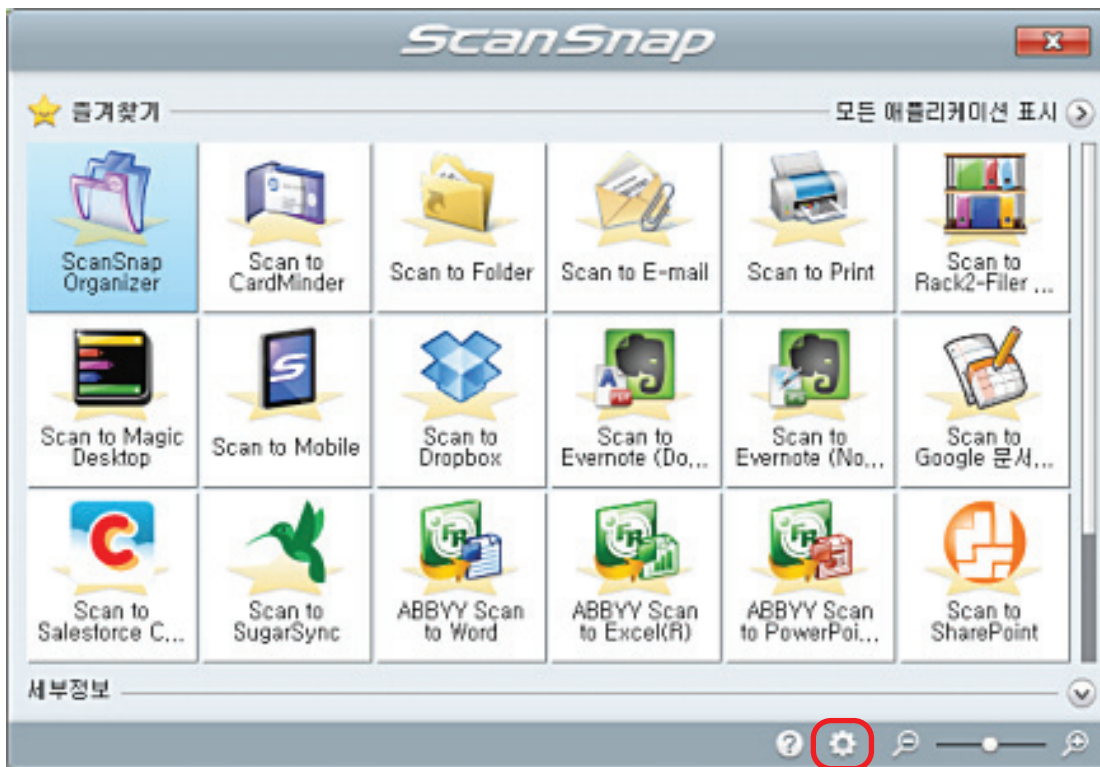 ScanSnap
즐겨찾기
모든 애플리케이션 표시
ScanSnap
Organizer
Scan to
CardMinder
Scan to Folder
Scan to E-mail
Scan to Print
Scan to
Rack2-Filer ...
Scan to Magic
Desktop
Scan to Mobile
Scan to
Dropbox
Scan to
Evernote (Do...
Scan to
Evernote (No...
Scan to
Google 문서...
Scan to
Salesforce C...
Scan to
SugarSync
ABBYY Scan
to Word
ABBYY Scan
to Excel(R)
ABBYY Scan
to PowerPoi...
Scan to
SharePoint
세부정보